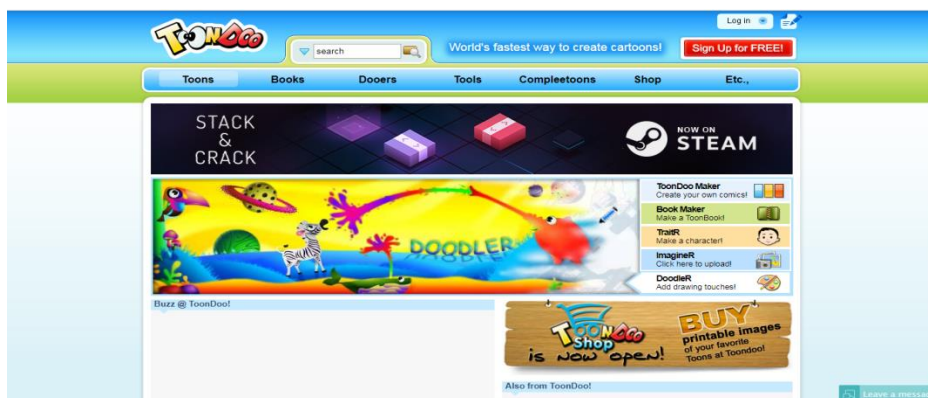 Log in
TOONDOO
search
World's fastest way to create cartoons!
Sign Up for FREE!
Toons Books Dooers Tools Compleetoons Shop Etc.,
STACK
&
CRACK
NOW ON
STEAM
DOODLER
ToonDoo Maker
Create your own comics!
Book Maker
Make a ToonBook!
TraitR
Make a character!
ImagineR
Click here to upload!
DoodleR
Add drawing touches!
Buzz @ ToonDoo!
TOONDOO
Shop
is now open!
BUY
printable images
of your favorite
Toons at Toondoo!
Also from ToonDoo!
Leave a messa